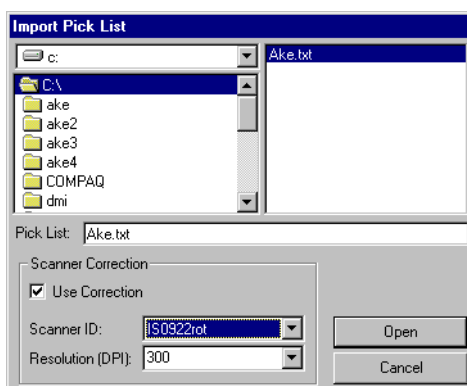 Import Pick List
c:
Ake.txt
C:\
ake
ake2
ake3
ake4
COMPAQ
dmi
Pick List: Ake.txt
Scanner Correction
Use Correction
Scanner ID: IS0922rot
Resolution (DPI): 300
Open
Cancel